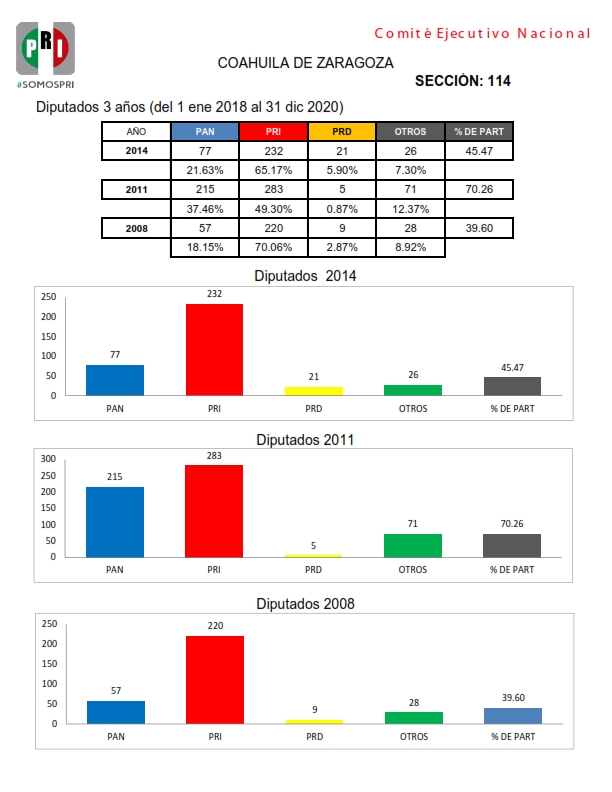 Comité Ejecutivo Nacional
PRI
#SOMOSPRI
COAHUILA DE ZARAGOZA
SECCIÓN: 114
Diputados 3 años (del 1 ene 2018 al 31 dic 2020)
AÑO PAN PRI PRD OTROS % DE PART
2014 77 232 21 26 45.47
21.63% 65.17% 5.90% 7.30%
2011 215 283 5 71 70.26
37.46% 49.30% 0.87% 12.37%
2008 57 220 9 28 39.60
18.15% 70.06% 2.87% 8.92%
Diputados 2014
250
200
150
100
50
0
77 232 21 26 45.47
PAN PRI PRD OTROS % DE PART
Diputados 2011
300
250
200
150
100
50
0
215 283 5 71 70.26
PAN PRI PRD OTROS % DE PART
Diputados 2008
250
200
150
100
50
0
57 220 9 28 39.60
PAN PRI PRD OTROS % DE PART